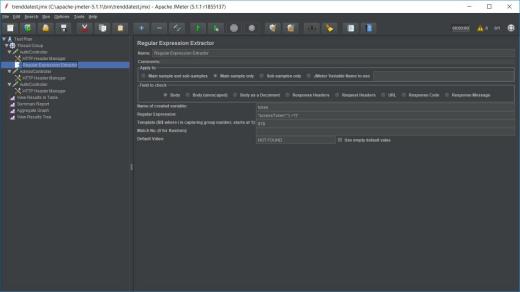 \trenddatest.jmx (C:\apache-jmeter-5.1.1\bin\trenddatest.jmx) - Apache JMeter (5.1.1 r1855137)
File Edit Search Run Options Tools Help
00:00:00 0/1
Test Plan
Thread Group
AuthController
HTTP Header Manager
Regular Expression Extractor
HTTP Header Manager
AuthController
HTTP Header Manager
View Results in Table
Summary Report
Aggregate Graph
View Results Tree
Regular Expression Extractor
Name: Regular Expression Extractor
Comments:
Apply to:
Main sample and sub-samples Main sample only Sub-samples only JMeter Variable Name to use
Field to check
Body Body (unescaped) Body as a Document Response Headers Request Headers URL Response Code Response Message
Name of created variable: token
Regular Expression:
Template ($i$ where i is capturing group number, starts at 1): $1$
Match No. (0 for Random):
Default Value: NOT FOUND Use empty default value